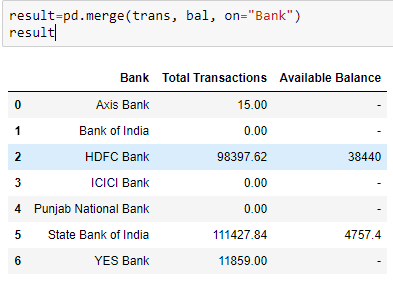 result=pd.merge(trans, bal, on="Bank")
result
Bank Total Transactions Available Balance
0 Axis Bank 15.00 -
1 Bank of India 0.00 -
2 HDFC Bank 98397.62 38440
3 ICICI Bank 0.00 -
4 Punjab National Bank 0.00 -
5 State Bank of India 111427.84 4757.4
6 YES Bank 11859.00 -